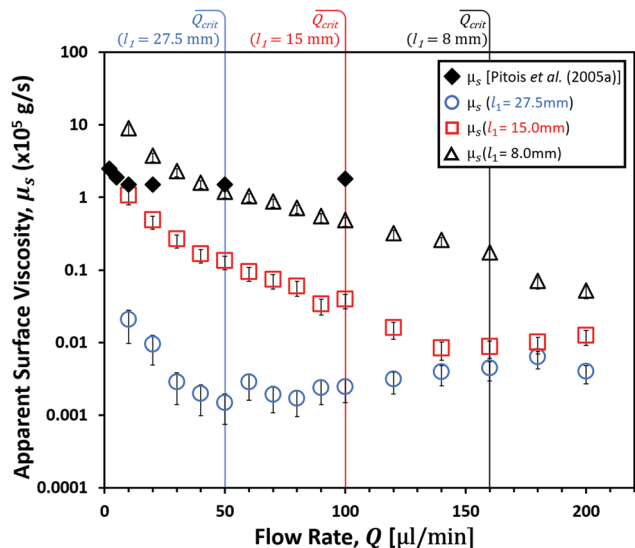 Q_crit
(l_1 = 27.5 mm)
Q_crit
(l_1 = 15 mm)
Q_crit
(l_1 = 8 mm)
Apparent Surface Viscosity, μ_s (x10⁵ g/s)
100
10
1
0.1
0.01
0.001
0.0001
μ_s [Pitois et al. (2005a)]
μ_s (l_1= 27.5mm)
μ_s(l_1= 15.0mm)
μ_s(l_1= 8.0mm)
0 50 100 150 200
Flow Rate, Q [μl/min]